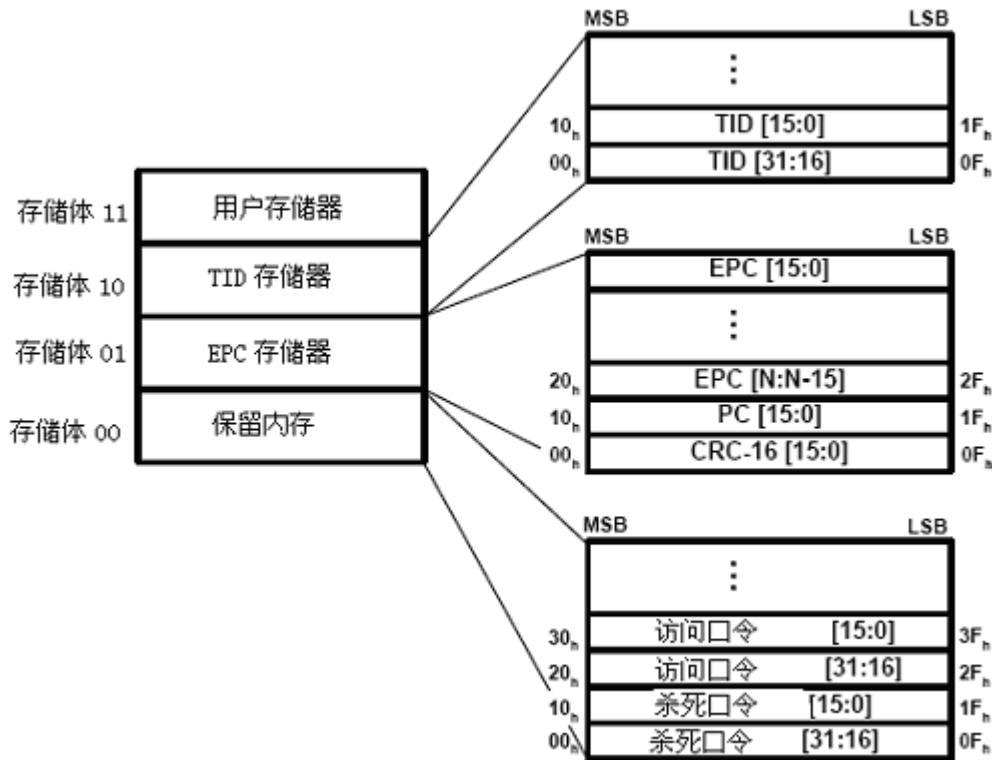 存储体 11 用户存储器
存储体 10 TID 存储器
存储体 01 EPC 存储器
存储体 00 保留内存
MSB LSB
⋮
10h TID [15:0] 1Fh
00h TID [31:16] 0Fh
MSB LSB
EPC [15:0]
⋮
20h EPC [N:N-15] 2Fh
10h PC [15:0] 1Fh
00h CRC-16 [15:0] 0Fh
MSB LSB
⋮
30h 访问口令 [15:0] 3Fh
20h 访问口令 [31:16] 2Fh
10h 杀死口令 [15:0] 1Fh
00h 杀死口令 [31:16] 0Fh